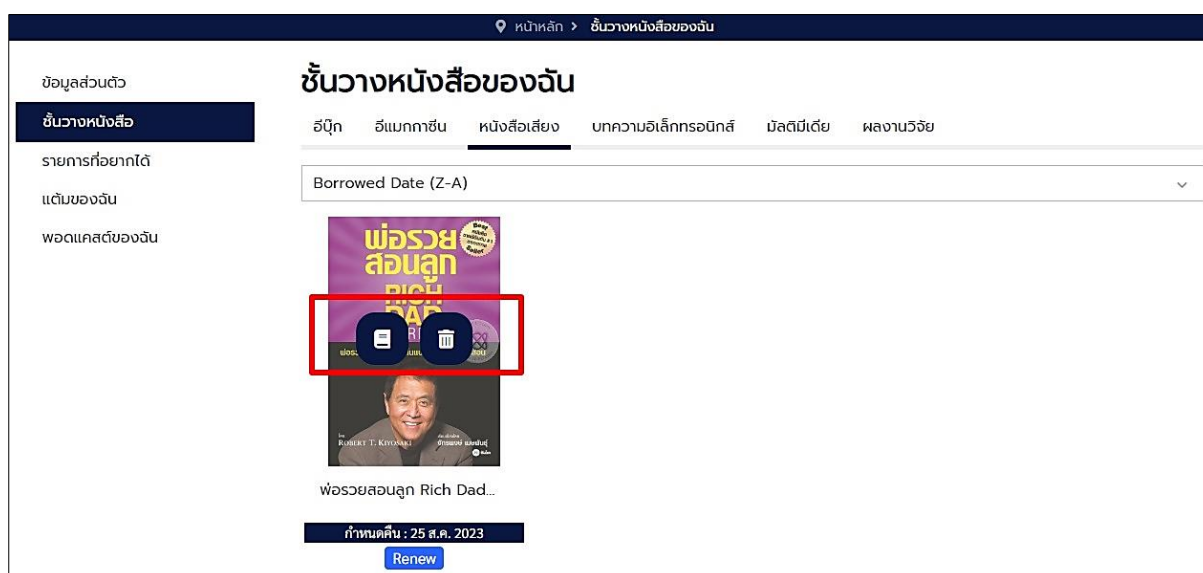 หน้าหลัก > ชั้นวางหนังสือของฉัน
ข้อมูลส่วนตัว
ชั้นวางหนังสือ
รายการที่อยากได้
แต้มของฉัน
พอดแคสต์ของฉัน
ชั้นวางหนังสือของฉัน
อีบุ๊ก อีแมกกาซีน หนังสือเสียง บทความอิเล็กทรอนิกส์ มัลติมีเดีย ผลงานวิจัย
Borrowed Date (Z-A)
พ่อรวย
สอนลูก
RICH
DAD
ROBERT T. KIYOSAKI
พ่อรวยสอนลูก Rich Dad...
กำหนดคืน : 25 ส.ค. 2023
Renew